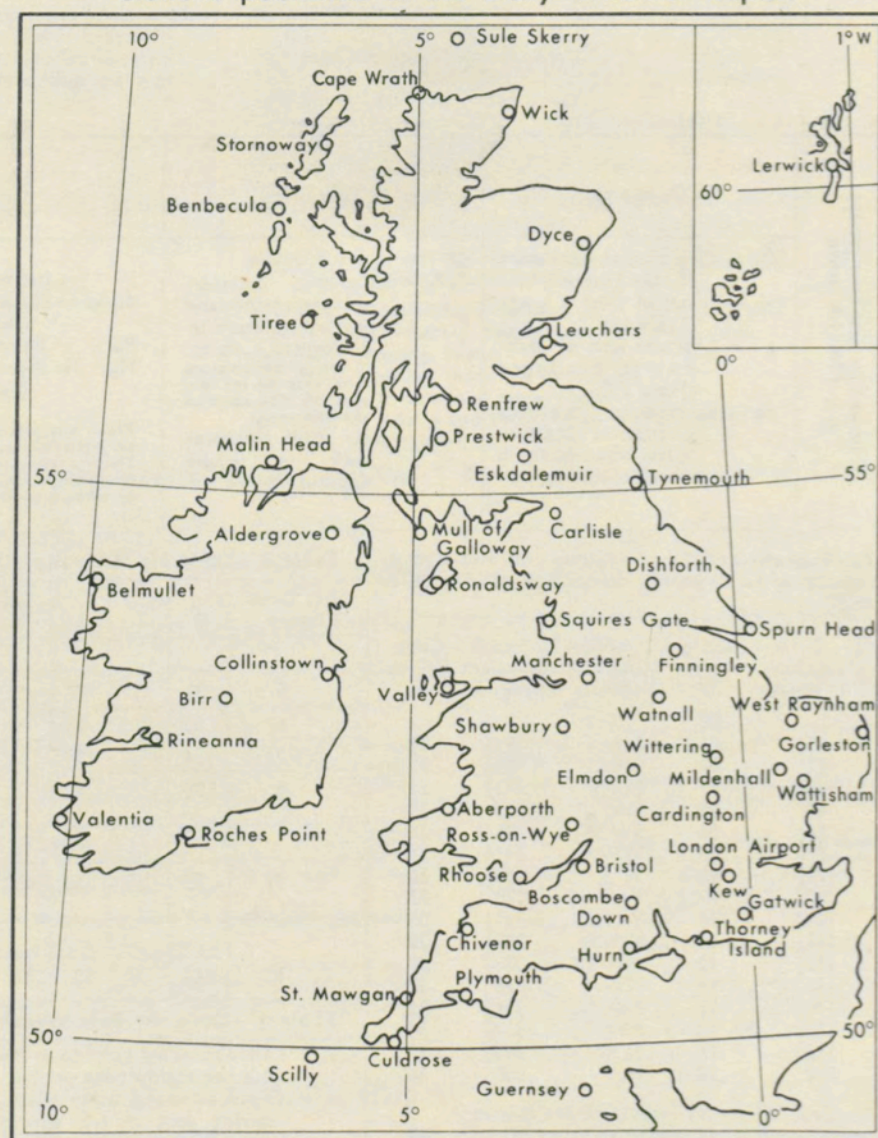 10°
5°
Sule Skerry
1° W
Cape Wrath
Wick
Stornoway
Lerwick
60°
Benbecula
Dyce
Tiree
Leuchars
0°
Renfrew
Prestwick
Malin Head
Eskdalemuir
Tynemouth
55°
55°
Aldergrove
Mull of
Galloway
Carlisle
Belmullet
Ronaldsway
Dishforth
Squires Gate
Spurn Head
Collinstown
Manchester
Finningley
Valley
Birr
Watnall
West Raynham
Shawbury
Rineanna
Wittering
Gorleston
Elmdon
Mildenhall
Wattisham
Valentia
Aberporth
Cardington
Roches Point
Ross-on-Wye
London Airport
Rhoose
Bristol
Kew
Boscombe
Down
Gatwick
Chivenor
Hurn
Thorney
Island
St. Mawgan
Plymouth
50°
50°
Scilly
Culdrose
Guernsey
10°
5°
0°